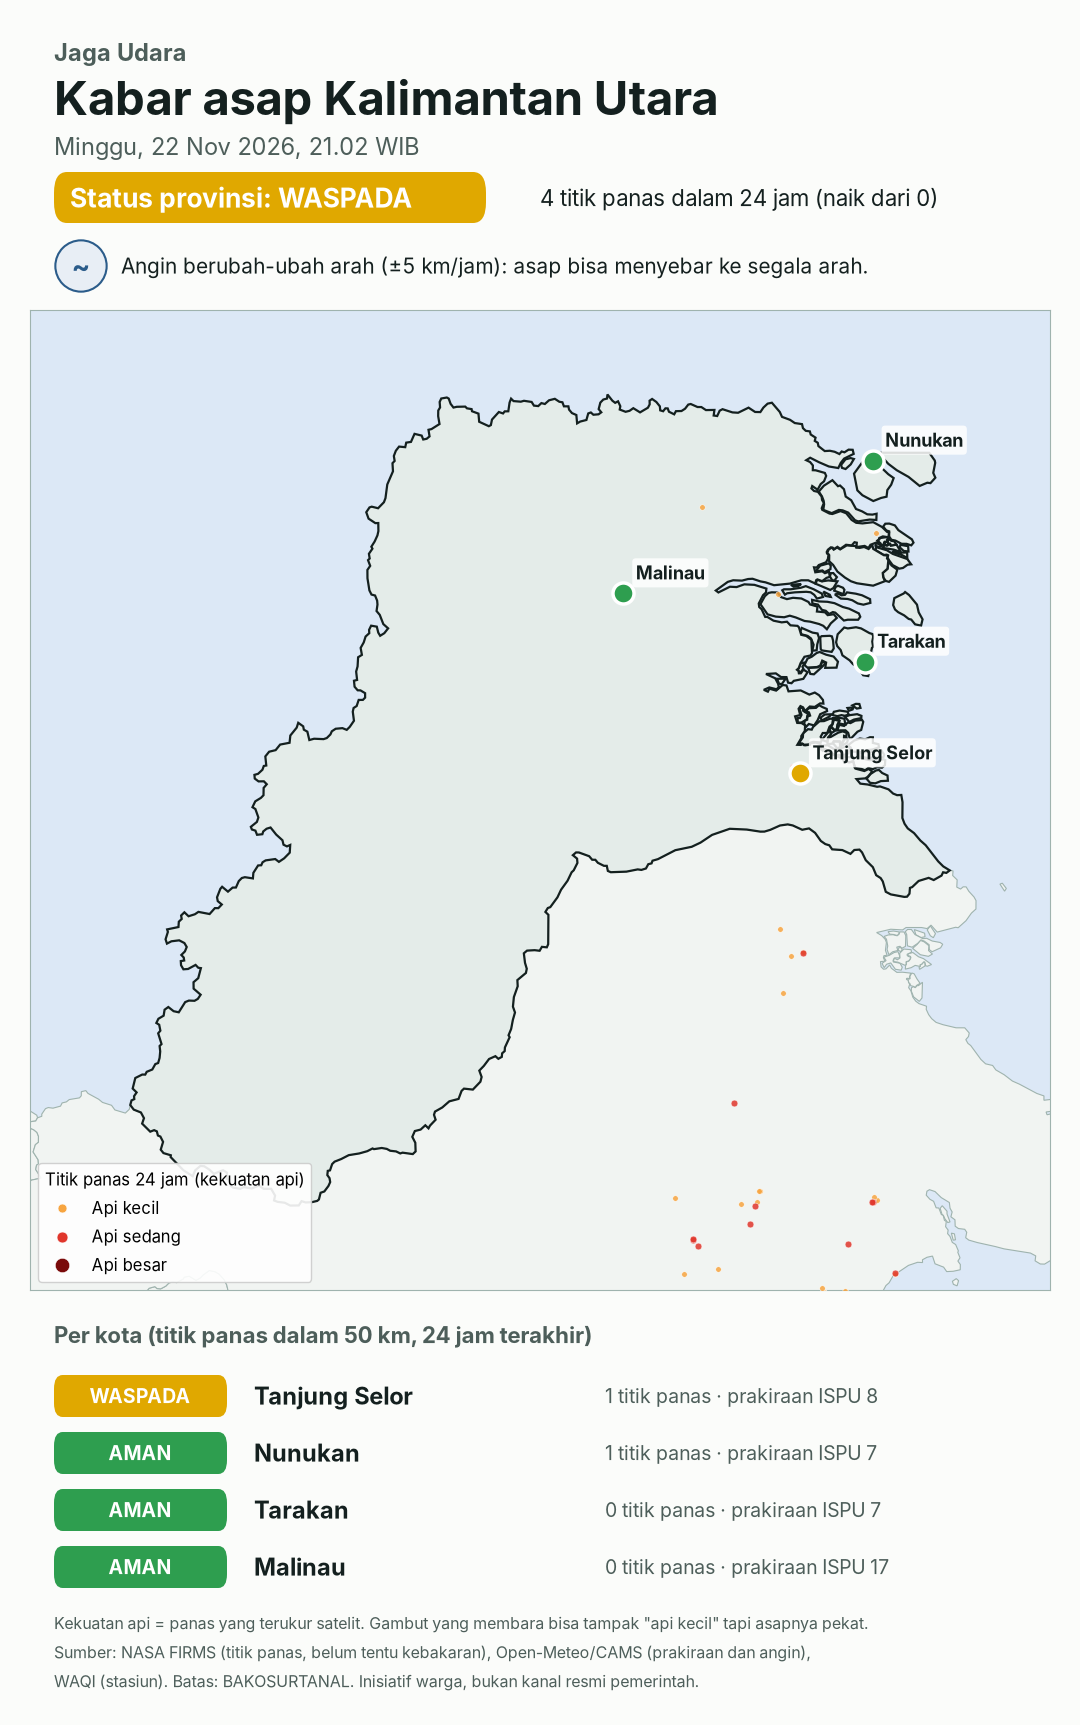 Jaga Udara
Kabar asap Kalimantan Utara
Minggu, 22 Nov 2026, 21.02 WIB
Status provinsi: WASPADA
4 titik panas dalam 24 jam (naik dari 0)
~
Angin berubah-ubah arah (±5 km/jam): asap bisa menyebar ke segala arah.
Nunukan
Malinau
Tarakan
Tanjung Selor
Titik panas 24 jam (kekuatan api)
Api kecil
Api sedang
Api besar
Per kota (titik panas dalam 50 km, 24 jam terakhir)
WASPADA Tanjung Selor 1 titik panas · prakiraan ISPU 8
AMAN Nunukan 1 titik panas · prakiraan ISPU 7
AMAN Tarakan 0 titik panas · prakiraan ISPU 7
AMAN Malinau 0 titik panas · prakiraan ISPU 17
Kekuatan api = panas yang terukur satelit. Gambut yang membara bisa tampak "api kecil" tapi asapnya pekat.
Sumber: NASA FIRMS (titik panas, belum tentu kebakaran), Open-Meteo/CAMS (prakiraan dan angin),
WAQI (stasiun). Batas: BAKOSURTANAL. Inisiatif warga, bukan kanal resmi pemerintah.